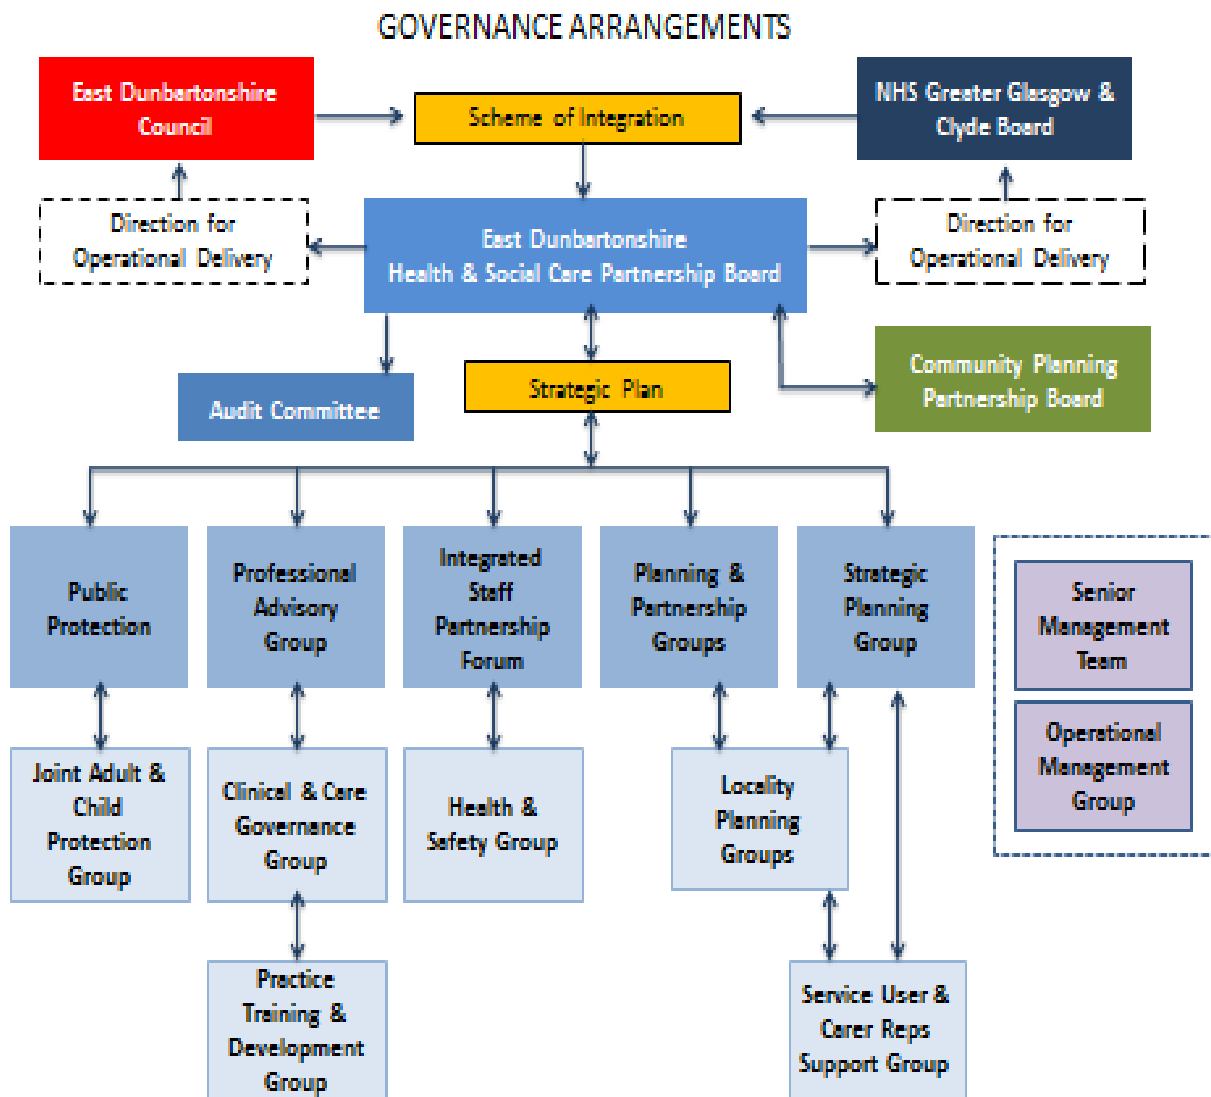 GOVERNANCE ARRANGEMENTS
East Dunbartonshire
Council
Scheme of Integration
NHS Greater Glasgow &
Clyde Board
Direction for
Operational Delivery
East Dunbartonshire
Health & Social Care Partnership Board
Direction for
Operational Delivery
Audit Committee
Strategic Plan
Community Planning
Partnership Board
Public
Protection
Professional
Advisory
Group
Integrated
Staff
Partnership
Forum
Planning &
Partnership
Groups
Strategic
Planning
Group
Senior
Management
Team
Operational
Management
Group
Joint Adult &
Child
Protection
Group
Clinical & Care
Governance
Group
Health &
Safety Group
Locality
Planning
Groups
Practice
Training &
Development
Group
Service User &
Carer Reps
Support Group